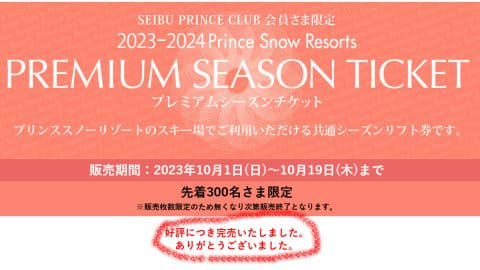 SEIBU PRINCE CLUB 会員さま限定
2023-2024 Prince Snow Resorts
PREMIUM SEASON TICKET
プレミアムシーズンチケット
プリンススノーリゾートのスキー場でご利用いただける共通シーズンリフト券です。
販売期間：2023年10月1日(日)～10月19日(木)まで
先着300名さま限定
※販売枚数限定のため無くなり次第販売終了となります。
好評につき完売いたしました。
ありがとうございました。